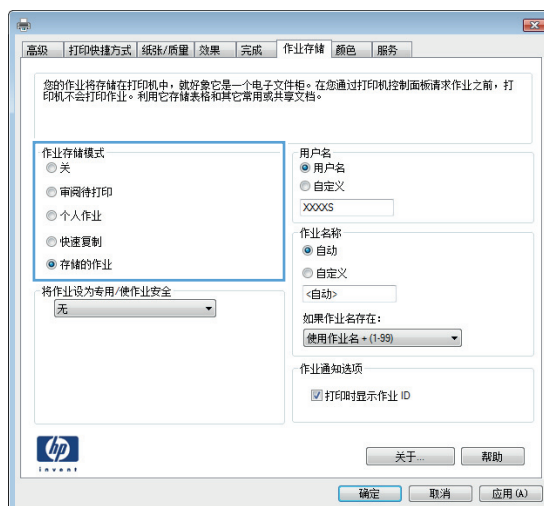 高级 打印快捷方式 纸张/质量 效果 完成 作业存储 颜色 服务
您的作业将存储在打印机中，就好象它是一个电子文件柜。在您通过打印机控制面板请求作业之前，打
印机不会打印作业。利用它存储表格和其它常用或共享文档。
作业存储模式
关
审阅待打印
个人作业
快速复制
存储的作业
将作业设为专用/使作业安全
无
用户名
用户名
自定义
XXXXS
作业名称
自动
自定义
<自动>
如果作业名存在：
使用作业名 + (1-99)
作业通知选项
打印时显示作业 ID
hp
invent
关于...
帮助
确定 取消 应用 (A)